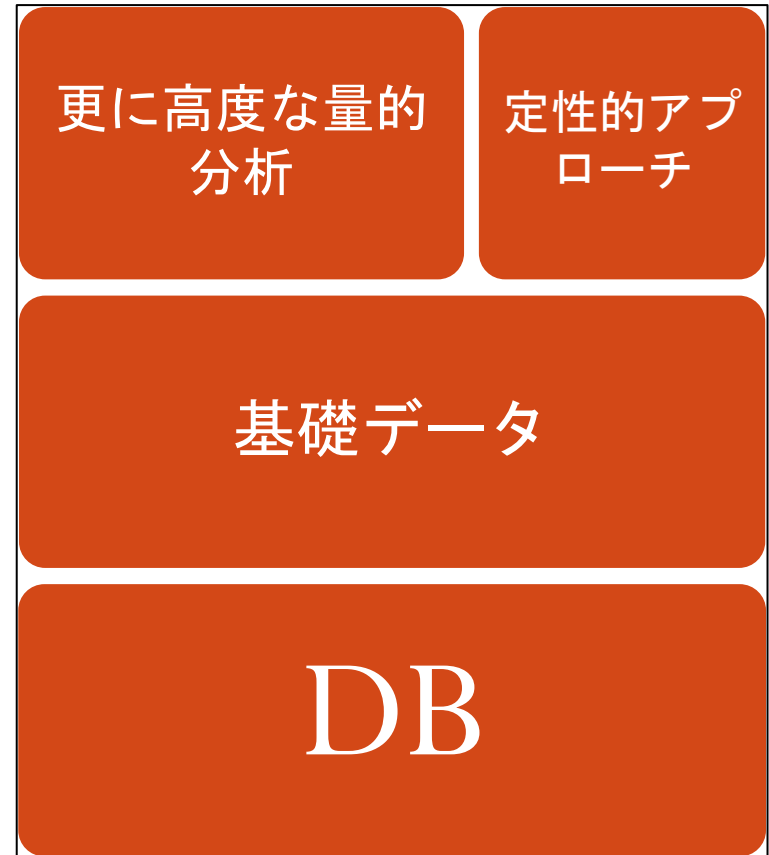 更に高度な量的
分析
定性的アプ
ローチ
基礎データ
DB